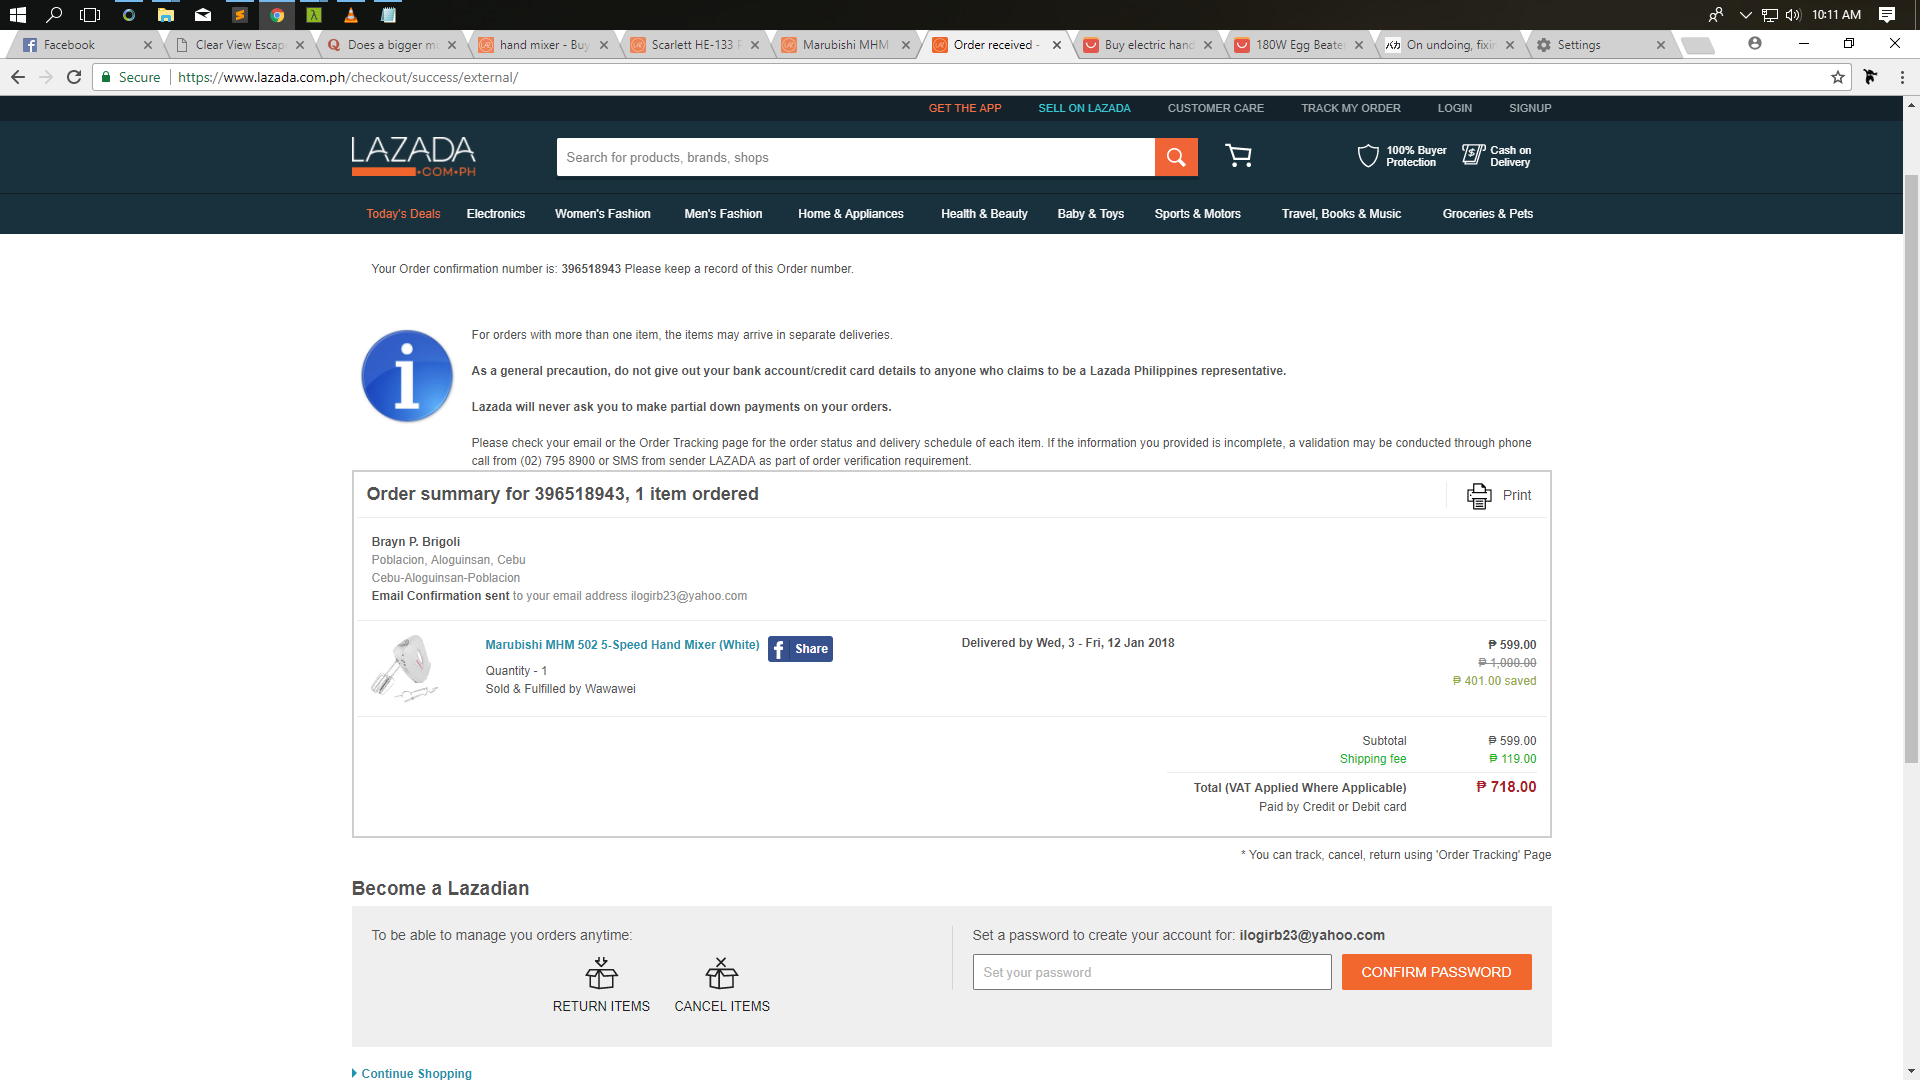 10:11 AM
Facebook
Clear View Escap
Does a bigger m
hand mixer - Buy
Scarlett HE-133 F
Marubishi MHM
Order received -
Buy electric hand
180W Egg Beater
On undoing, fixin
Settings
Secure
https://www.lazada.com.ph/checkout/success/external/
GET THE APP
SELL ON LAZADA
CUSTOMER CARE
TRACK MY ORDER
LOGIN
SIGNUP
LAZADA
.COM.PH
Search for products, brands, shops
100% Buyer
Protection
Cash on
Delivery
Today's Deals
Electronics
Women's Fashion
Men's Fashion
Home & Appliances
Health & Beauty
Baby & Toys
Sports & Motors
Travel, Books & Music
Groceries & Pets
Your Order confirmation number is: 396518943 Please keep a record of this Order number.
For orders with more than one item, the items may arrive in separate deliveries.
As a general precaution, do not give out your bank account/credit card details to anyone who claims to be a Lazada Philippines representative.
Lazada will never ask you to make partial down payments on your orders.
Please check your email or the Order Tracking page for the order status and delivery schedule of each item. If the information you provided is incomplete, a validation may be conducted through phone
call from (02) 795 8900 or SMS from sender LAZADA as part of order verification requirement.
Order summary for 396518943, 1 item ordered
Print
Brayn P. Brigoli
Poblacion, Aloguinsan, Cebu
Cebu-Aloguinsan-Poblacion
Email Confirmation sent to your email address ilogirb23@yahoo.com
Marubishi MHM 502 5-Speed Hand Mixer (White)
Share
Quantity - 1
Sold & Fulfilled by Wawawei
Delivered by Wed, 3 - Fri, 12 Jan 2018
₱ 599.00
₱ 1,000.00
₱ 401.00 saved
Subtotal ₱ 599.00
Shipping fee ₱ 119.00
Total (VAT Applied Where Applicable) ₱ 718.00
Paid by Credit or Debit card
* You can track, cancel, return using 'Order Tracking' Page
Become a Lazadian
To be able to manage you orders anytime:
RETURN ITEMS
CANCEL ITEMS
Set a password to create your account for: ilogirb23@yahoo.com
Set your password
CONFIRM PASSWORD
Continue Shopping